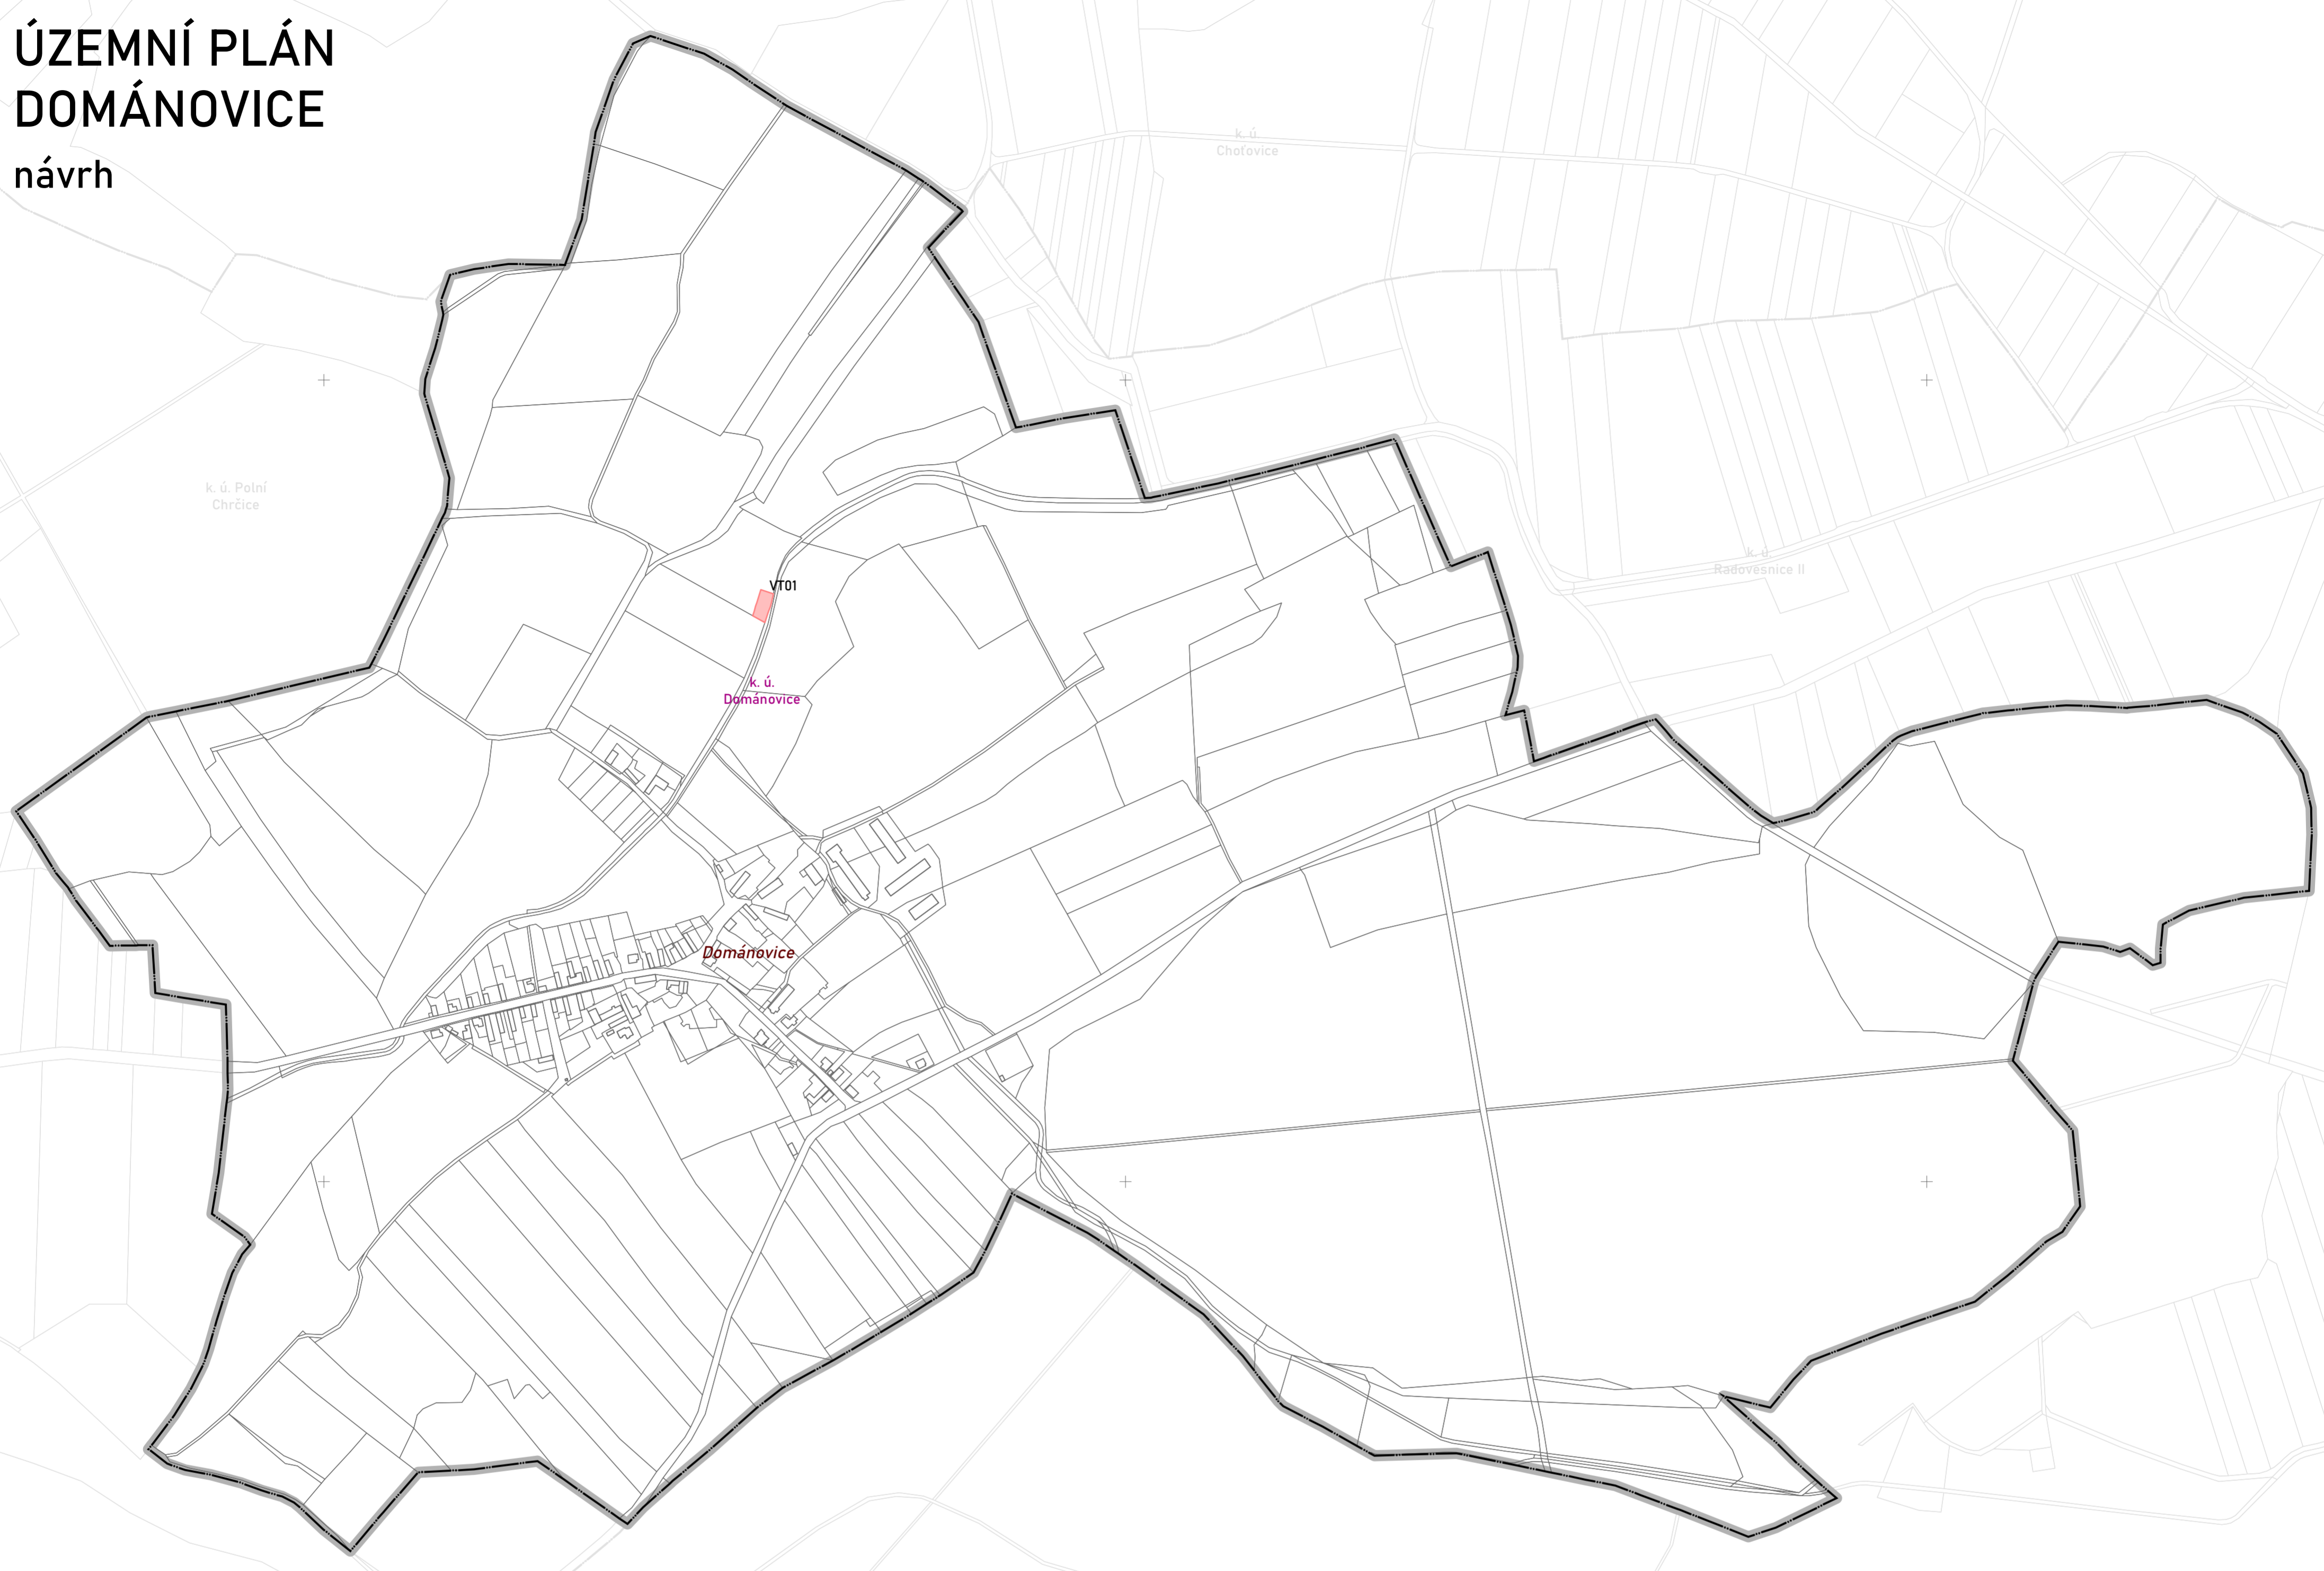 ÚZEMNÍ PLÁN
DOMÁNOVICE
návrh
k. ú.
Choťovice
k. ú. Polní
Chrčice
k. ú.
Radovesnice II
VT01
k. ú.
Dománovice
Dománovice